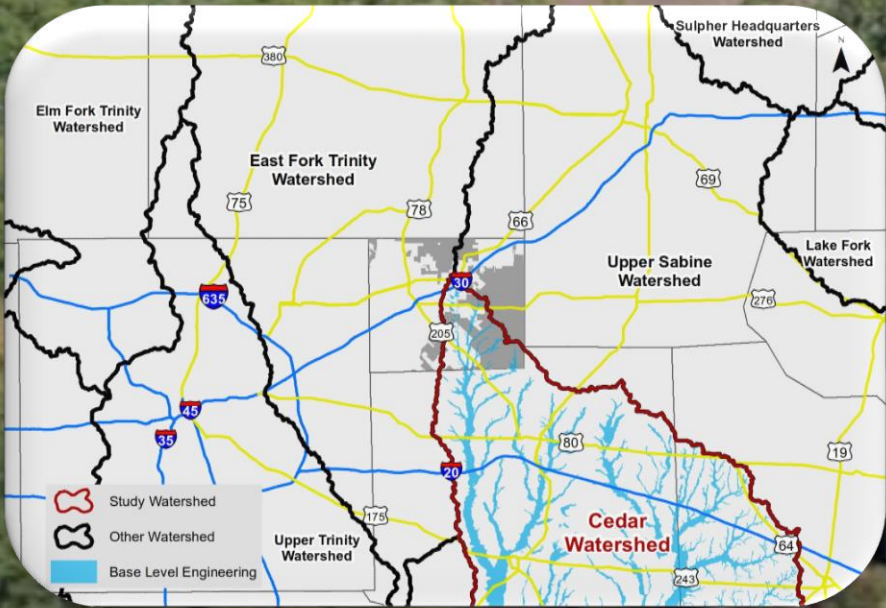 Sulpher Headquarters
Watershed
N
380
Elm Fork Trinity
Watershed
East Fork Trinity
Watershed
69
75
78
66
Lake Fork
Watershed
Upper Sabine
Watershed
30
635
276
205
45
35
80
19
20
Study Watershed
Other Watershed
Base Level Engineering
175
Upper Trinity
Watershed
Cedar
Watershed
64
243